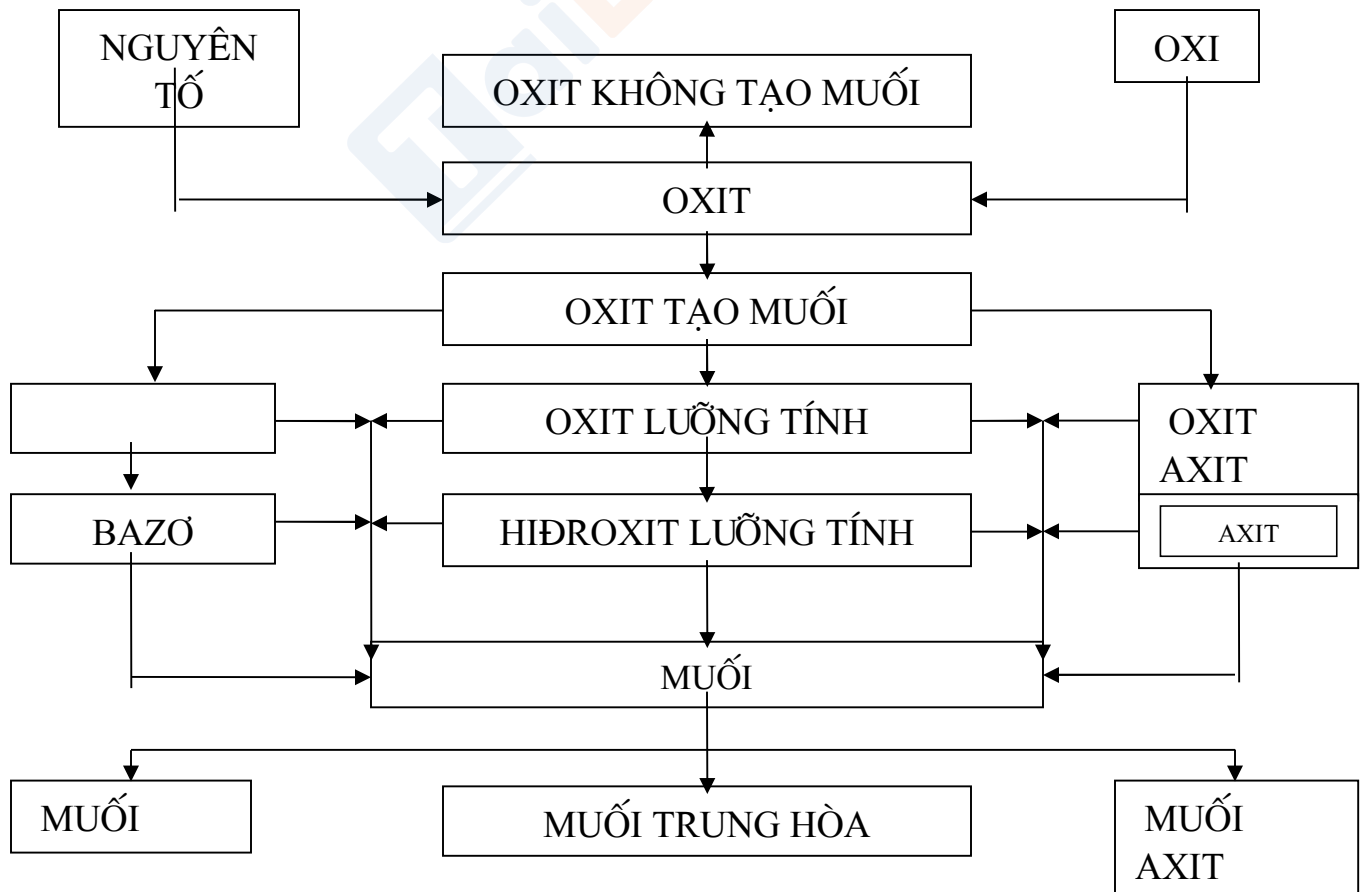 NGUYÊN
TỐ
OXI
OXIT KHÔNG TẠO MUỐI
OXIT
OXIT TẠO MUỐI
OXIT LƯỠNG TÍNH
OXIT
AXIT
BAZƠ
HIĐROXIT LƯỠNG TÍNH
AXIT
MUỐI
MUỐI
MUỐI TRUNG HÒA
MUỐI
AXIT